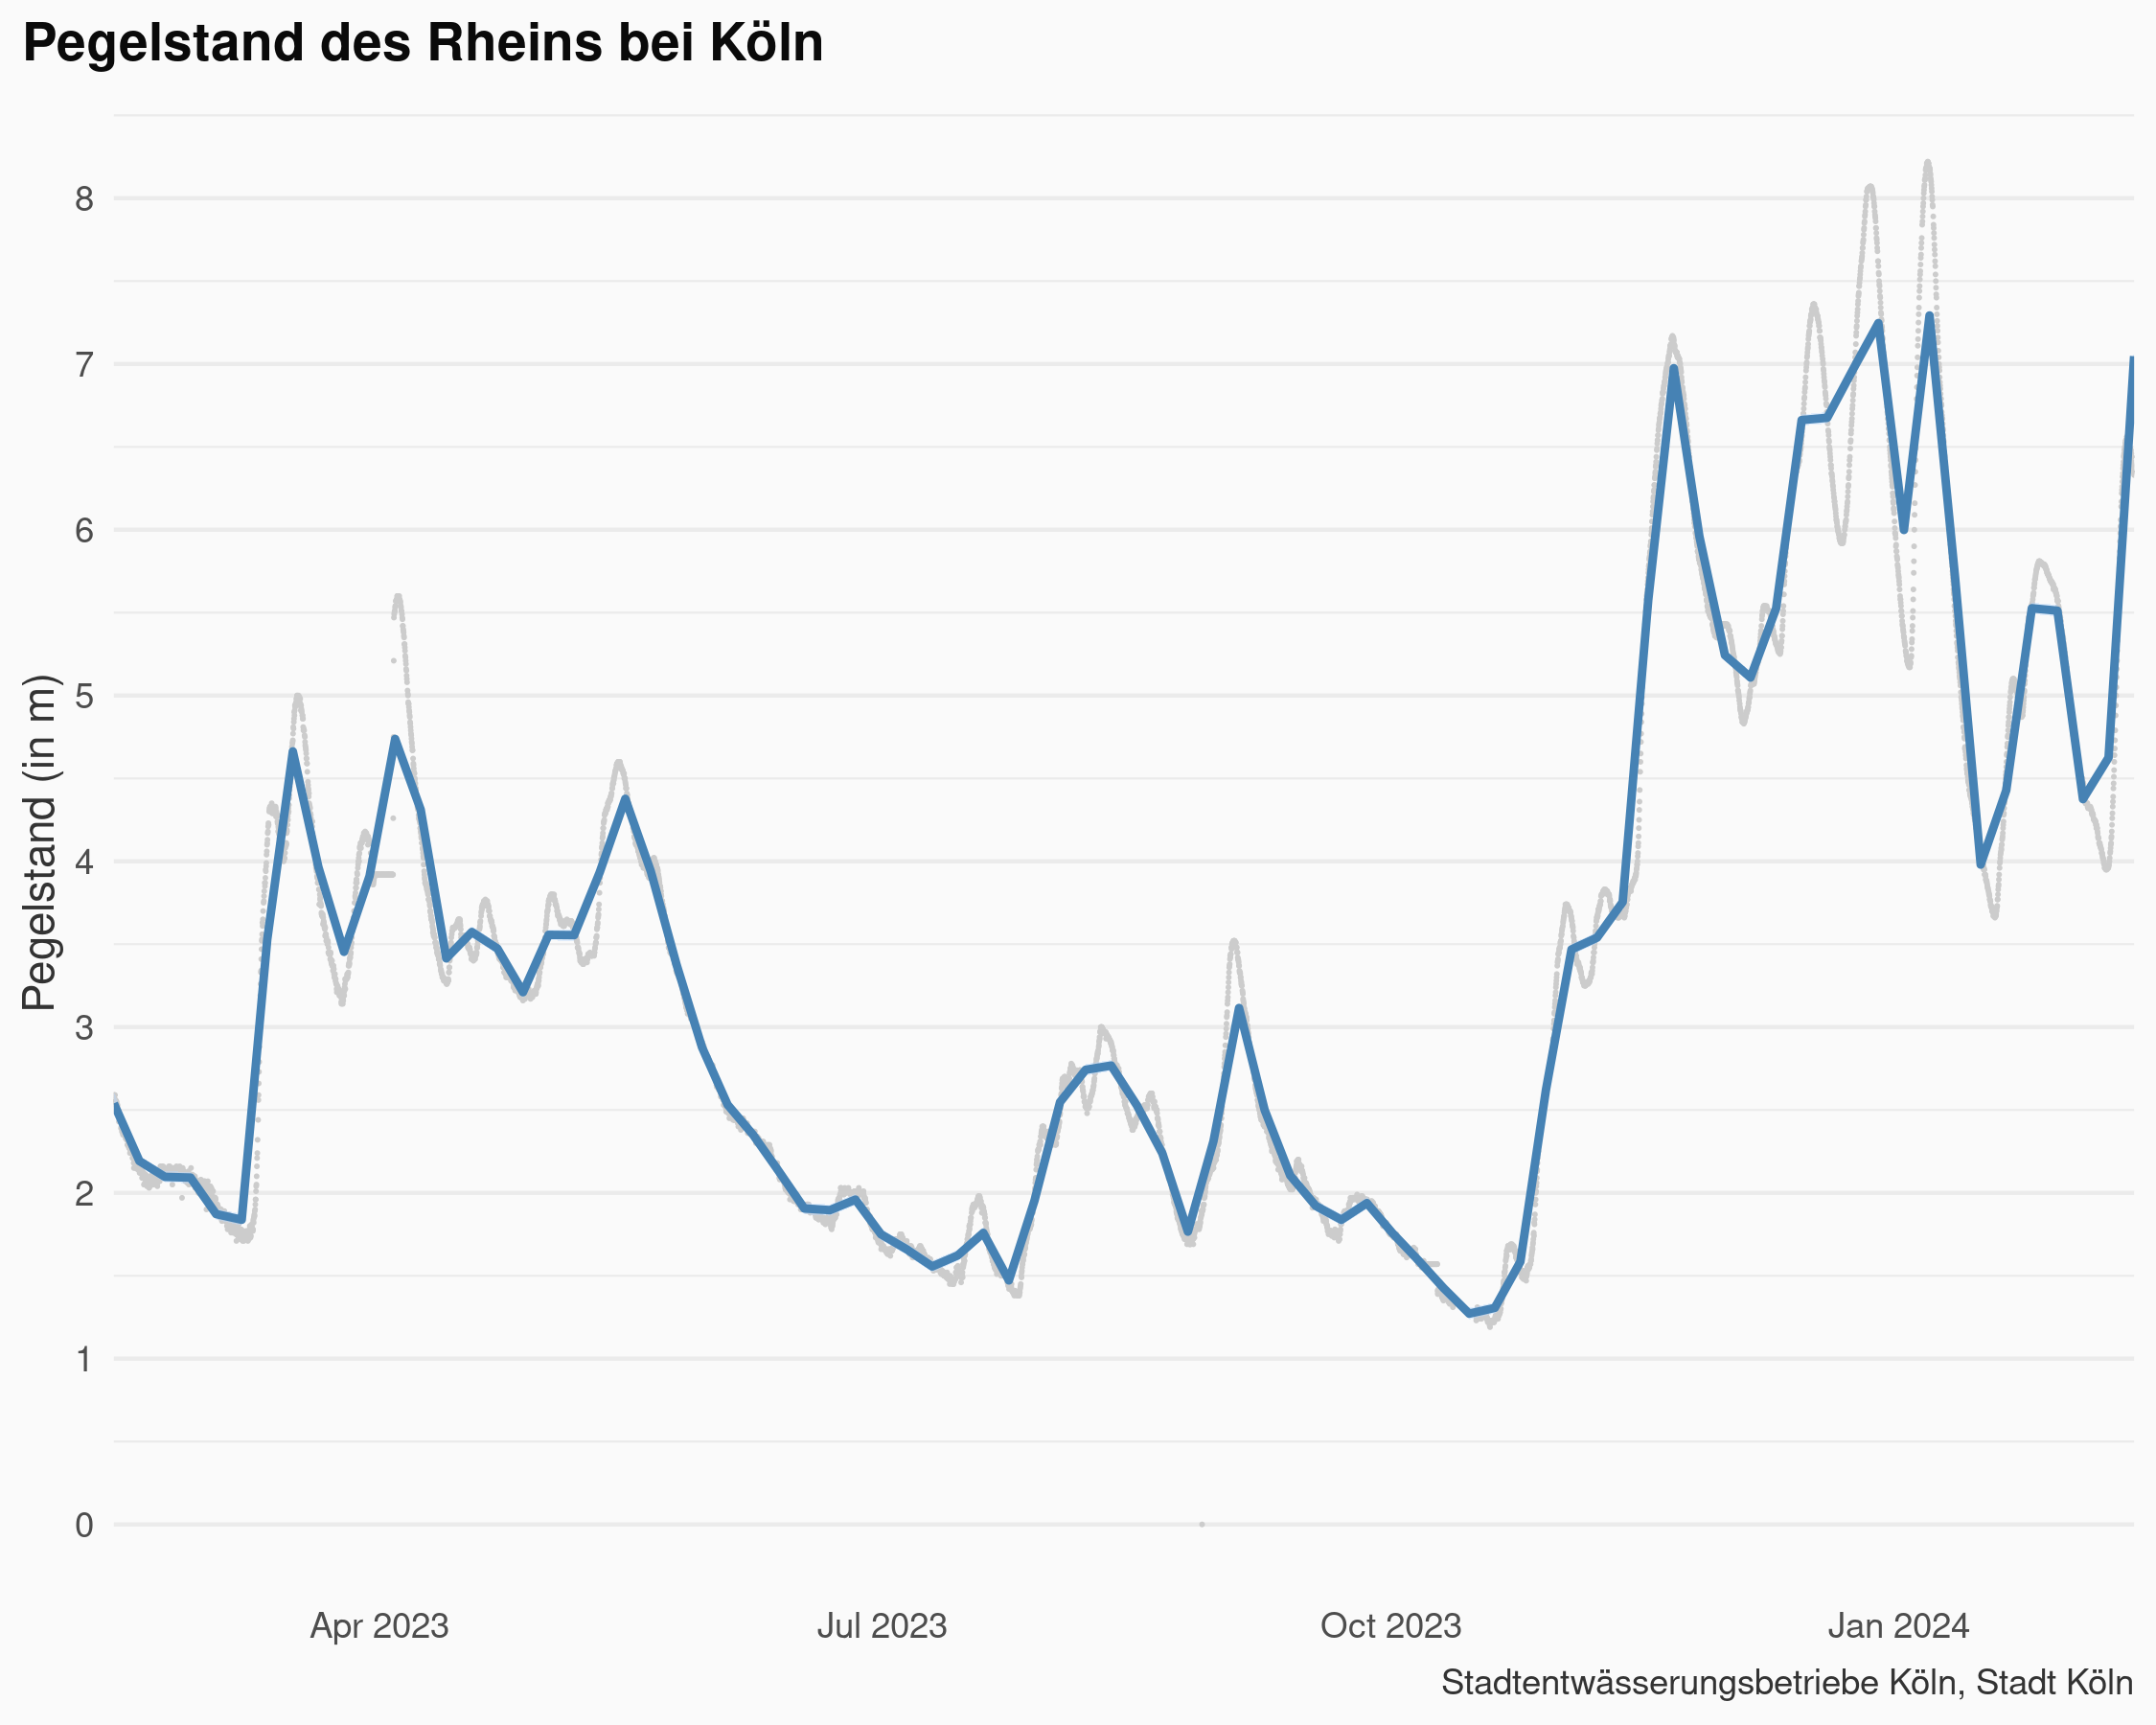 Pegelstand des Rheins bei Köln
Pegelstand (in m)
8
7
6
5
4
3
2
1
0
Apr 2023
Jul 2023
Oct 2023
Jan 2024
Stadtentwässerungsbetriebe Köln, Stadt Köln